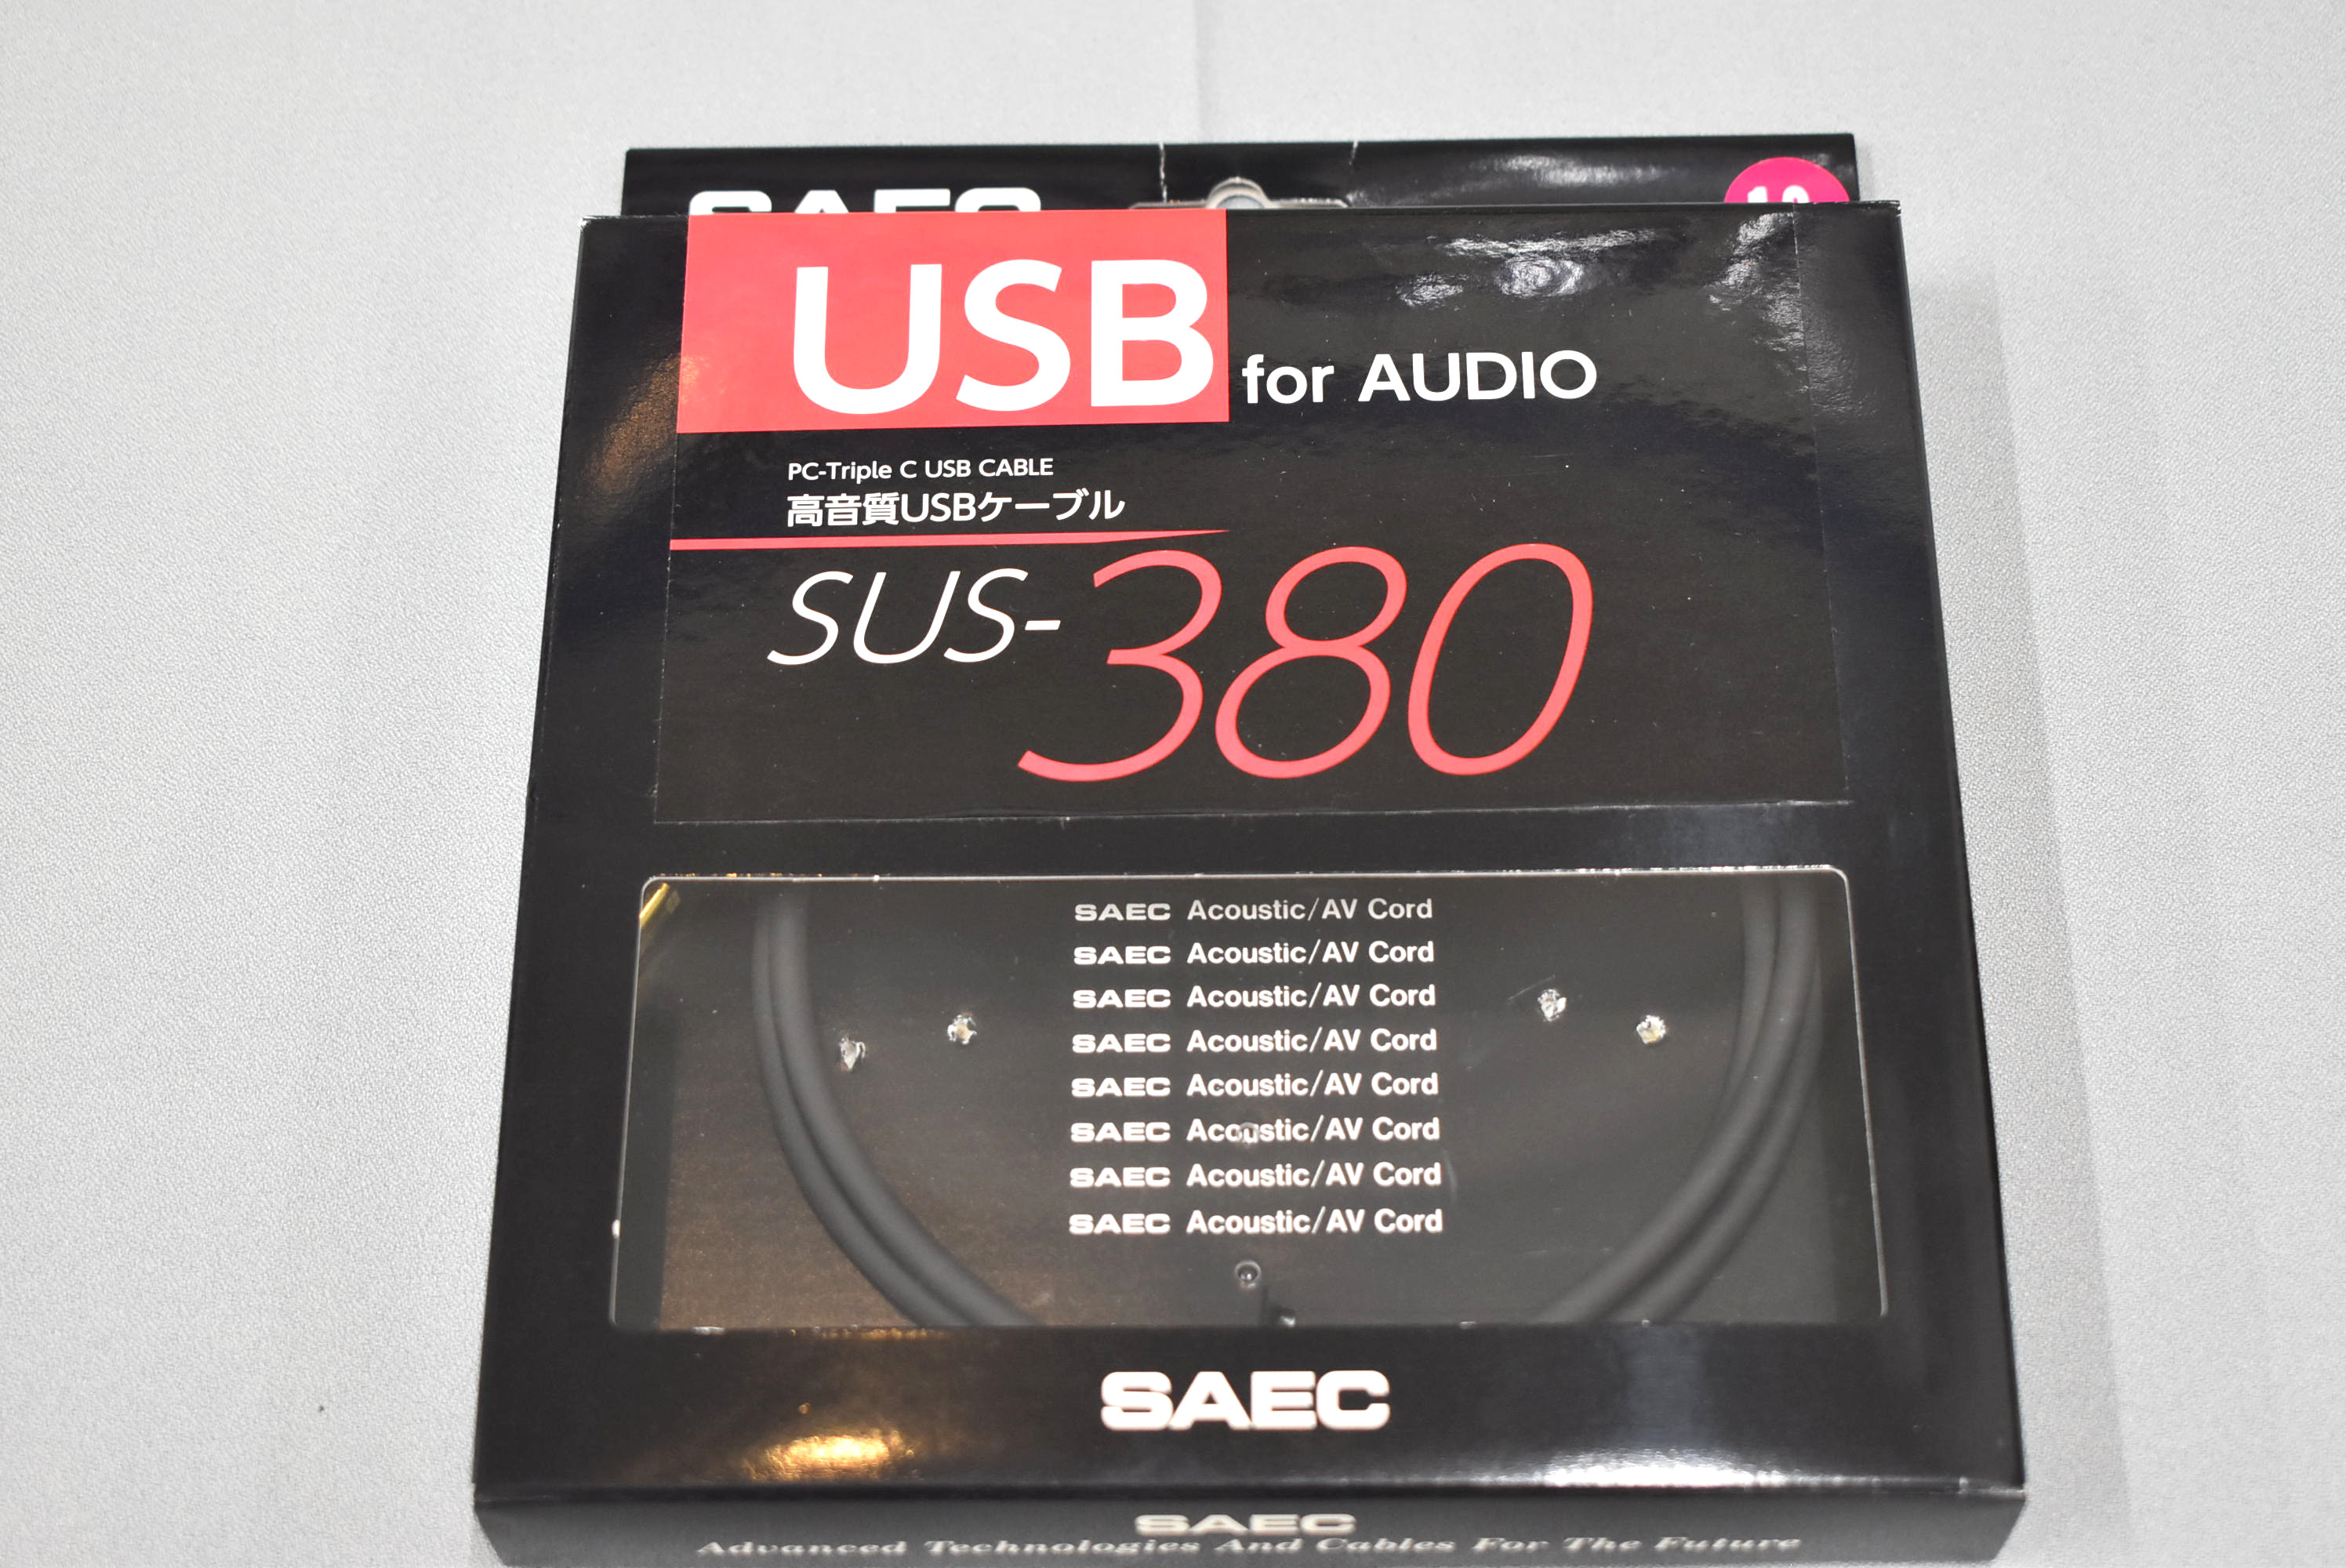 SAEC
USB for AUDIO
PC-Triple C USB CABLE
高音質USBケーブル
SUS-380
SAEC Acoustic/AV Cord
SAEC Acoustic/AV Cord
SAEC Acoustic/AV Cord
SAEC Acoustic/AV Cord
SAEC Acoustic/AV Cord
SAEC Acoustic/AV Cord
SAEC Acoustic/AV Cord
SAEC Acoustic/AV Cord
SAEC
SAEC
Advanced Technologies And Cables For The Future